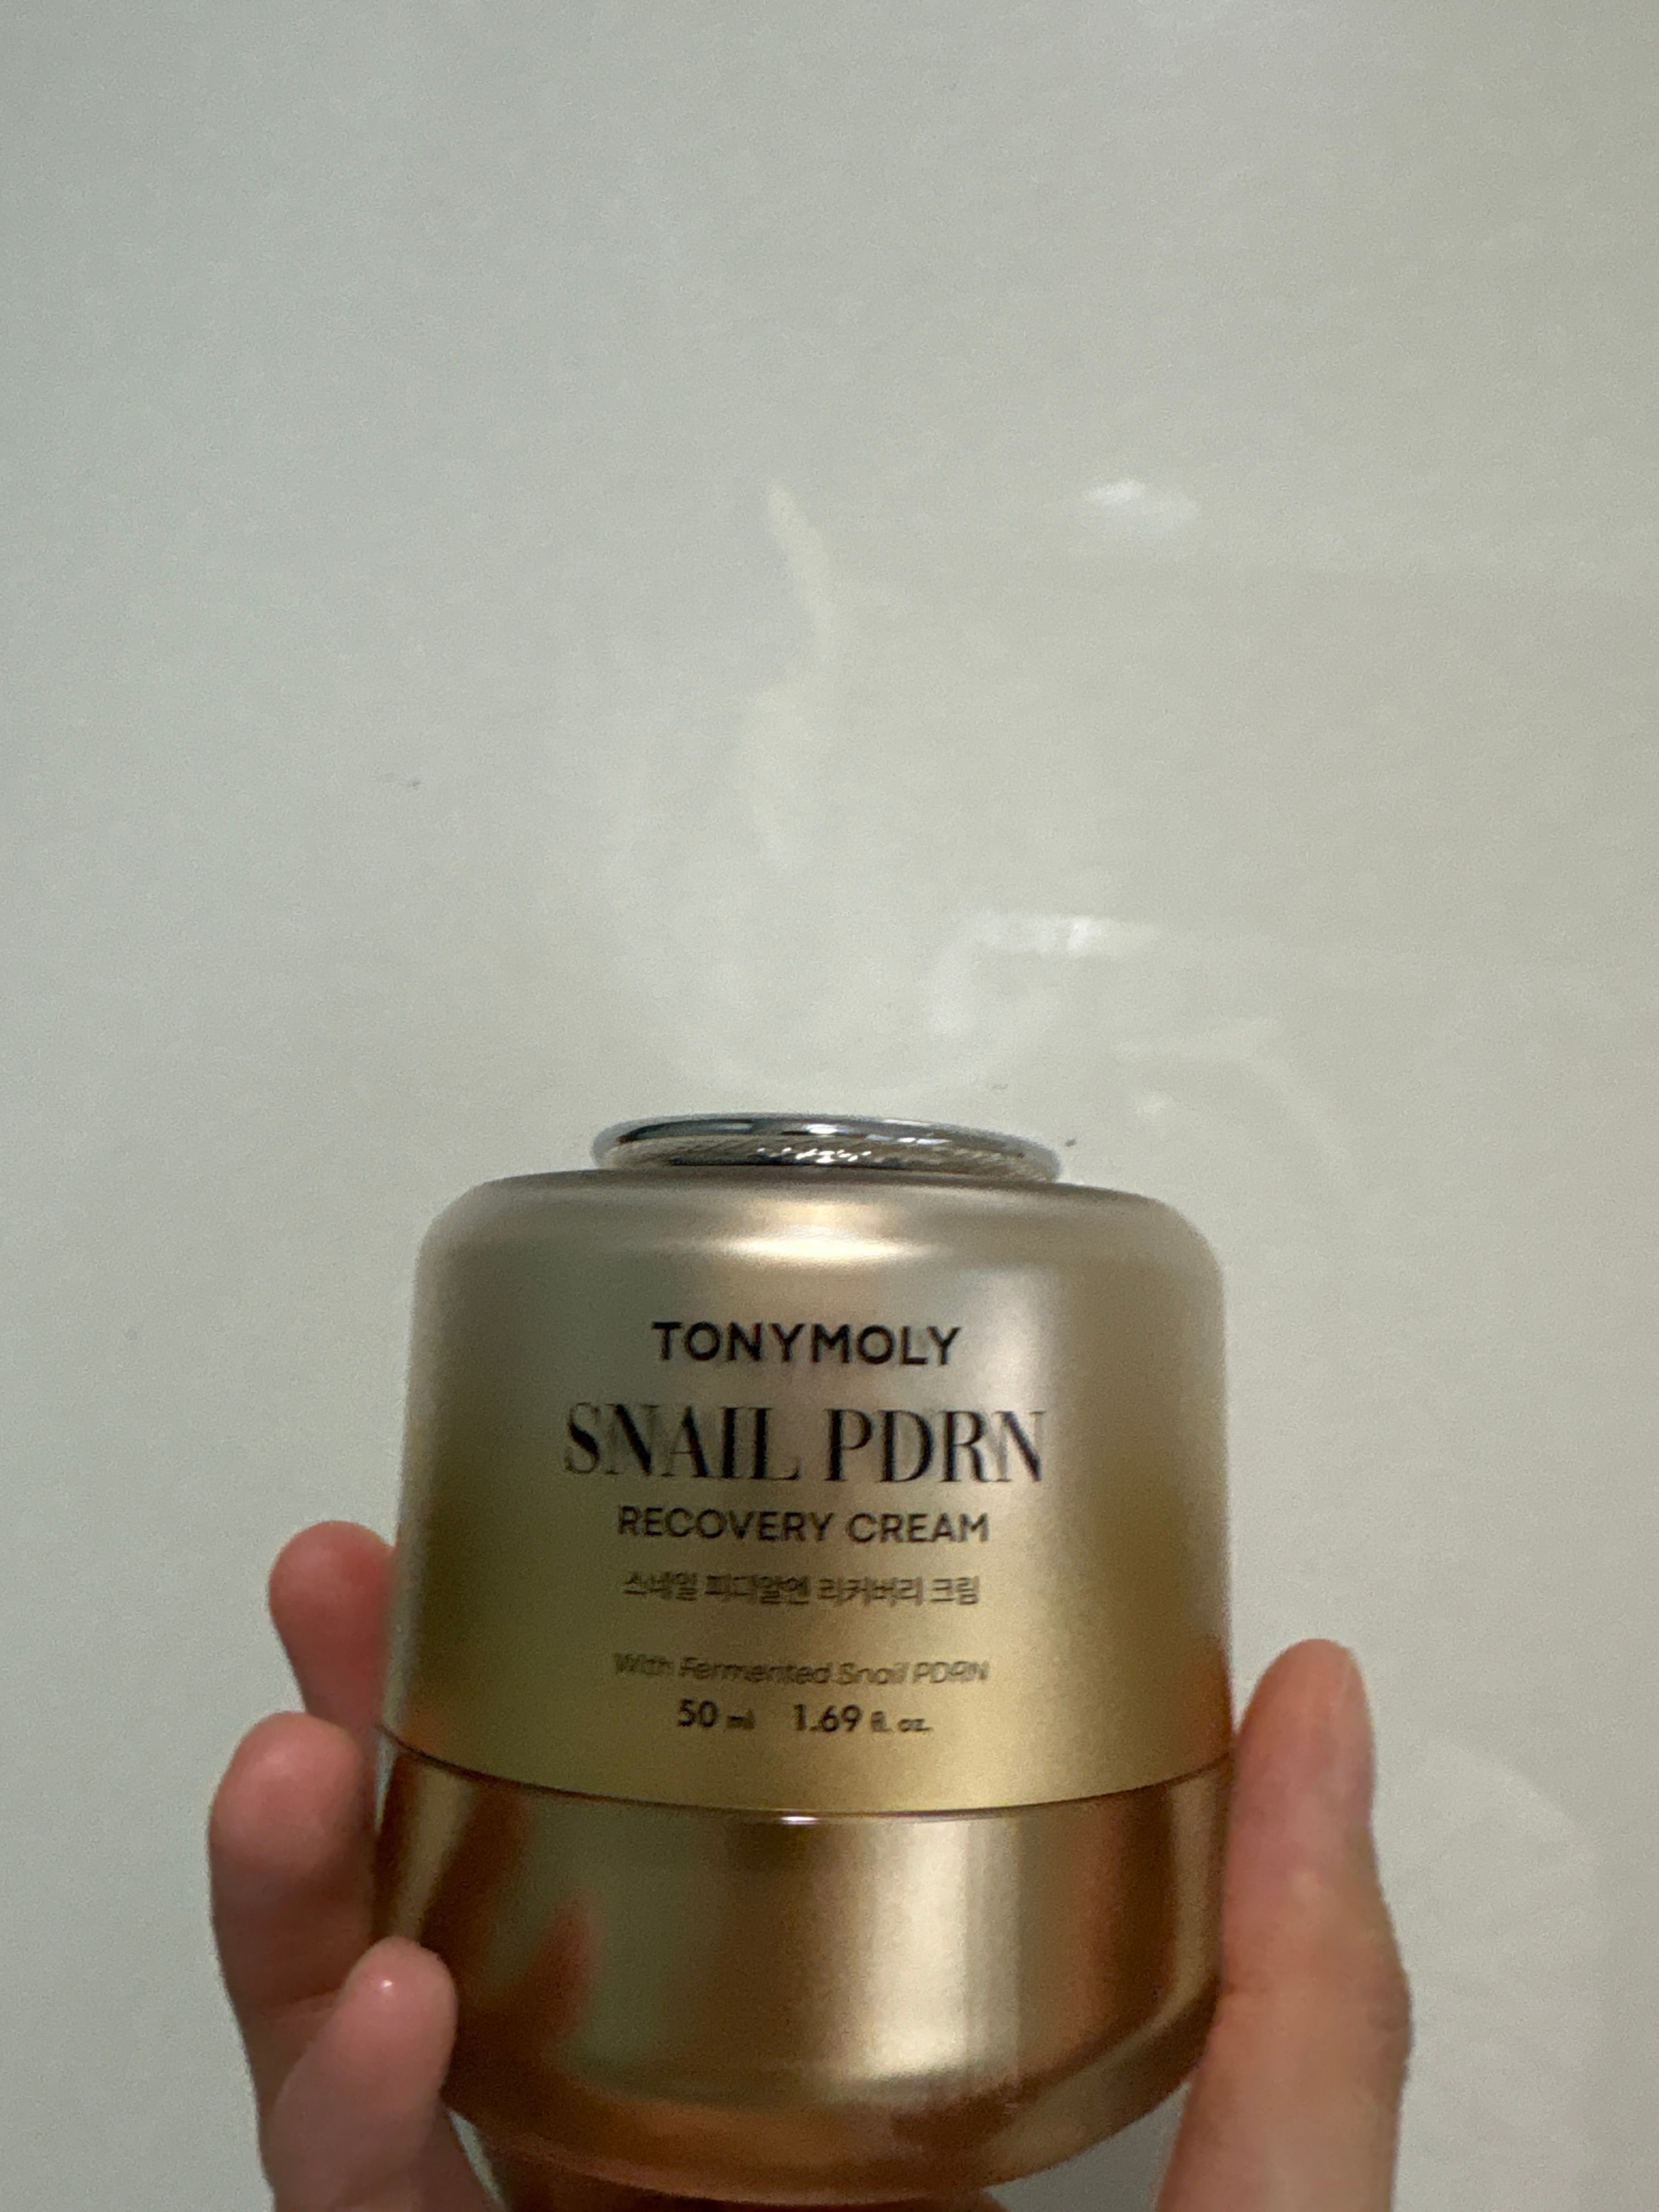 TONYMOLY
SNAIL PDRN
RECOVERY CREAM
스네일 피디알엔 리커버리 크림
With Fermented Snail PDRN
50 ml 1.69 fl. oz.